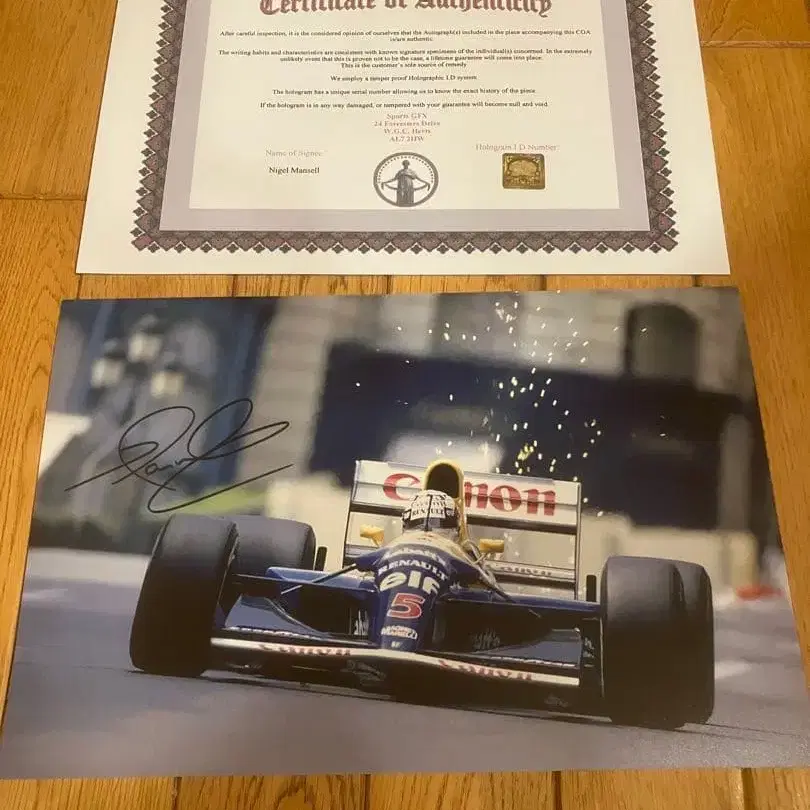 Certificate of Authenticity
After careful inspection, it is the considered opinion of ourselves that the Autograph(s) included in the piece accompanying this COA
is/are authentic.
The writing habits and characteristics are consistent with known signature specimens of the individual(s) concerned. In the extremely
unlikely event that this is proven not to be the case, a lifetime guarantee will come into place.
This is the customer's sole source of remedy
We employ a tamper proof Holographic I.D system
The hologram has a unique serial number allowing us to know the exact history of the piece.
If the hologram is in any way damaged, or tampered with your guarantee will become null and void.
Sports GFX
24 Foresters Drive
W.G.C. Herts
AL7 2HW
Name of Signee:
Hologram I.D Number:
Nigel Mansell
Canon
RENAULT
Labatt's
RENAULT
elf
5
Canon
Canon
Canon